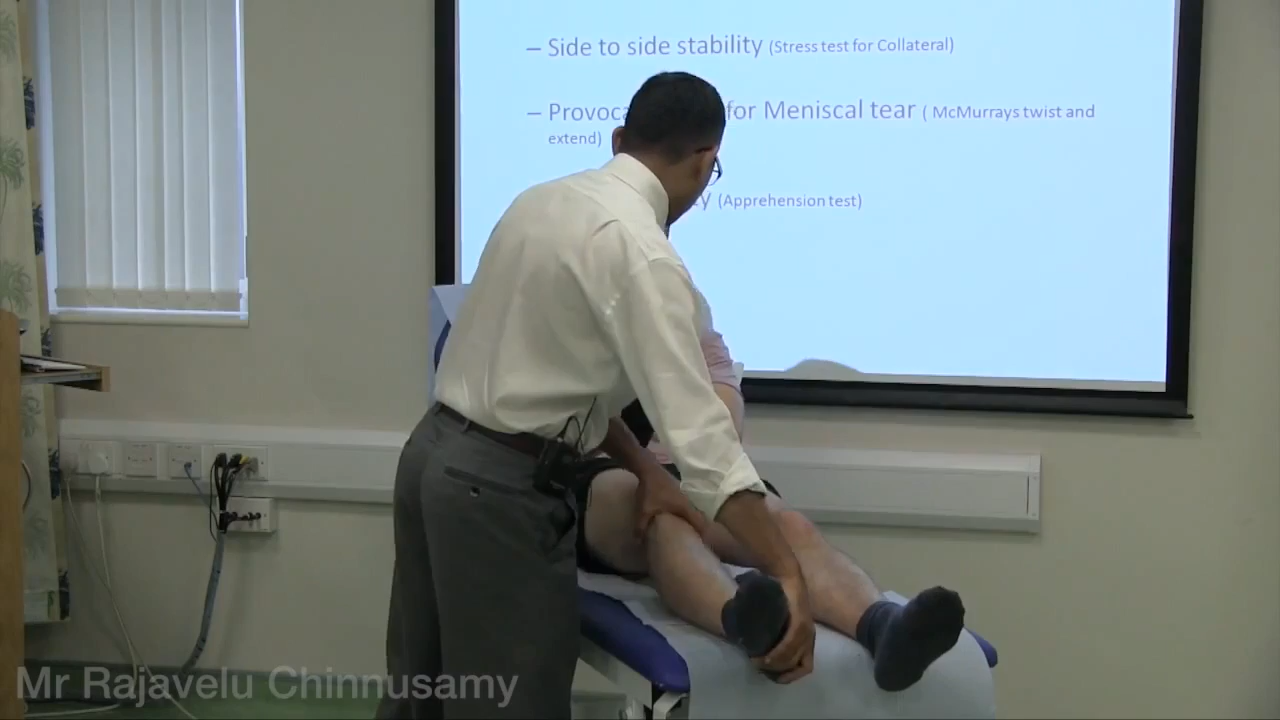 – Side to side stability (Stress test for Collateral)
– for Meniscal tear ( McMurrays twist and
extend)
(Apprehension test)
Mr Rajavelu Chinnusamy